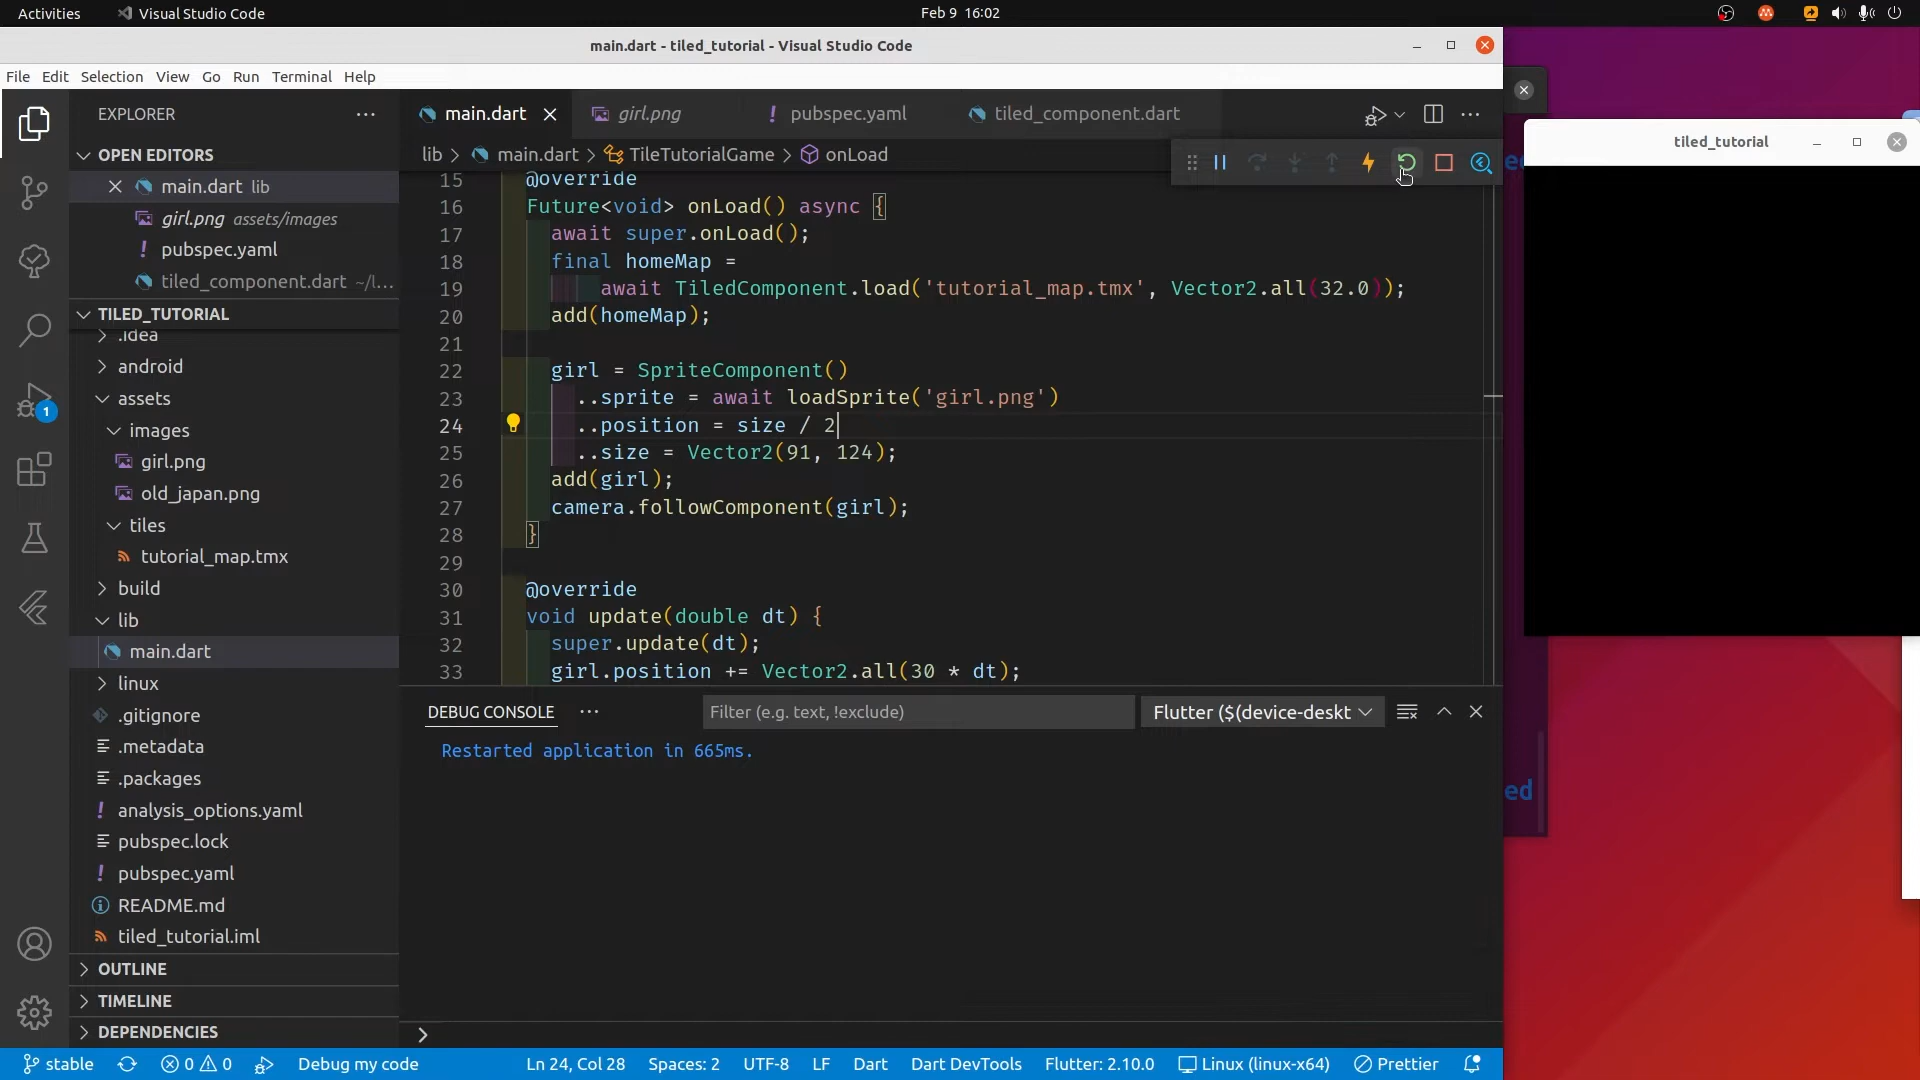 Activities
Visual Studio Code
Feb 9 16:02
main.dart - tiled_tutorial - Visual Studio Code
File Edit Selection View Go Run Terminal Help
EXPLORER
main.dart
girl.png
! pubspec.yaml
tiled_component.dart
lib > main.dart > TileTutorialGame > onLoad
OPEN EDITORS
main.dart lib
girl.png assets/images
! pubspec.yaml
tiled_component.dart ~/l...
TILED_TUTORIAL
.idea
android
assets
images
girl.png
old_japan.png
tiles
tutorial_map.tmx
build
lib
main.dart
linux
.gitignore
.metadata
.packages
! analysis_options.yaml
pubspec.lock
! pubspec.yaml
README.md
tiled_tutorial.iml
OUTLINE
TIMELINE
DEPENDENCIES
1
15 @override
16 Future<void> onLoad() async {
17 await super.onLoad();
18 final homeMap =
19 await TiledComponent.load('tutorial_map.tmx', Vector2.all(32.0));
20 add(homeMap);
21
22 girl = SpriteComponent()
23 ..sprite = await loadSprite('girl.png')
24 ..position = size / 2
25 ..size = Vector2(91, 124);
26 add(girl);
27 camera.followComponent(girl);
28 }
29
30 @override
31 void update(double dt) {
32 super.update(dt);
33 girl.position += Vector2.all(30 * dt);
DEBUG CONSOLE
Filter (e.g. text, !exclude)
Flutter ($(device-deskt
Restarted application in 665ms.
tiled_tutorial
ed
ed
stable
0 0
Debug my code
Ln 24, Col 28
Spaces: 2
UTF-8
LF
Dart
Dart DevTools
Flutter: 2.10.0
Linux (linux-x64)
Prettier